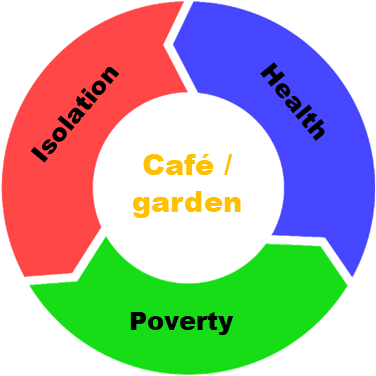 Isolation
Health
Café /
garden
Poverty